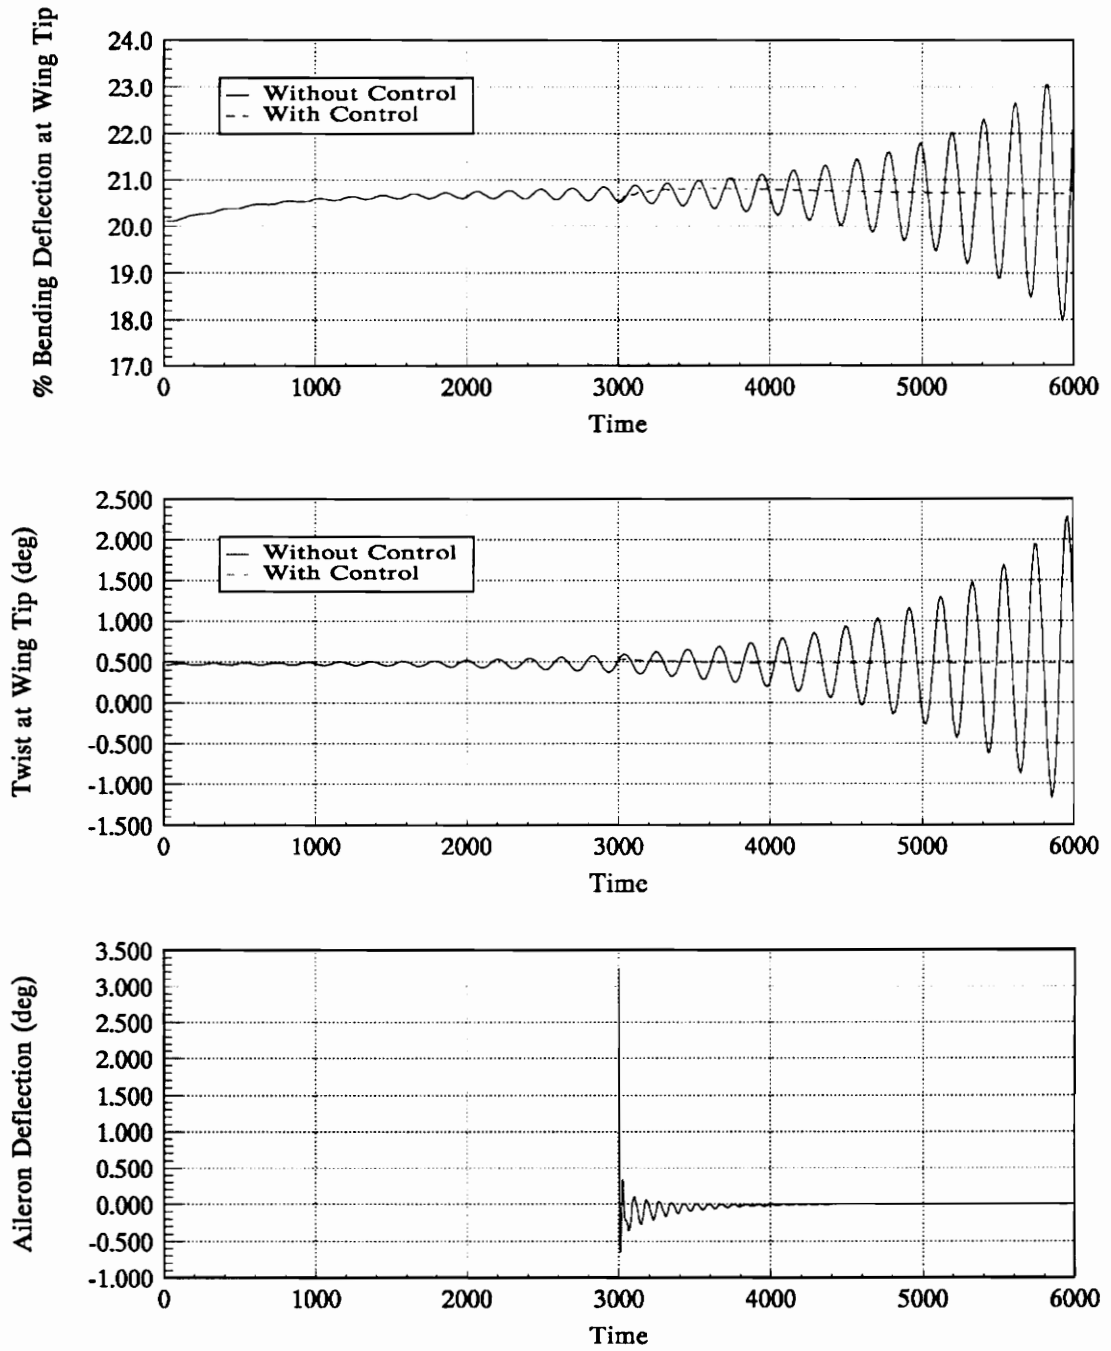 % Bending Deflection at Wing Tip
24.0
23.0
22.0
21.0
20.0
19.0
18.0
17.0
Without Control
With Control
0 1000 2000 3000 4000 5000 6000
Time
Twist at Wing Tip (deg)
2.500
2.000
1.500
1.000
0.500
0.000
-0.500
-1.000
-1.500
Without Control
With Control
0 1000 2000 3000 4000 5000 6000
Time
Aileron Deflection (deg)
3.500
3.000
2.500
2.000
1.500
1.000
0.500
0.000
-0.500
-1.000
0 1000 2000 3000 4000 5000 6000
Time